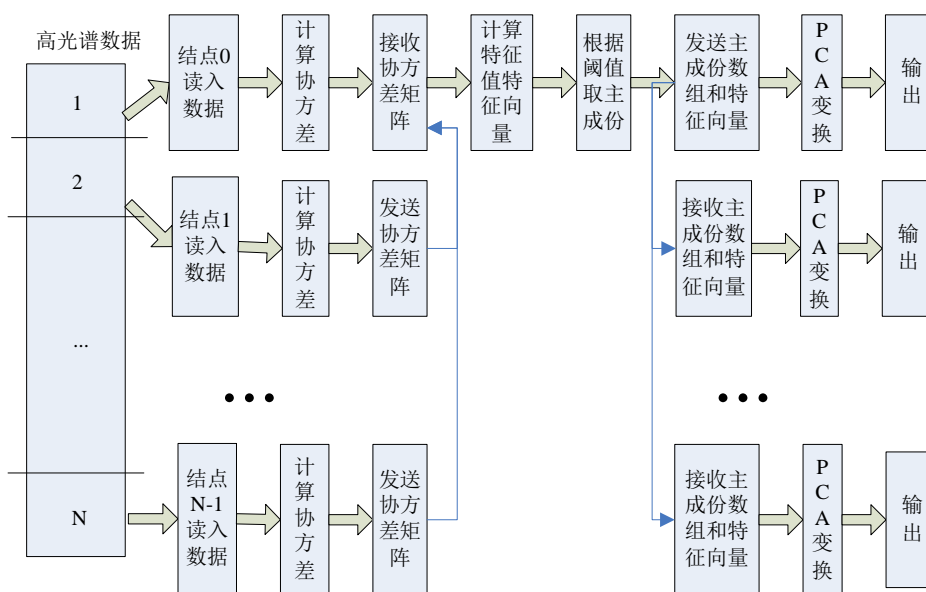 高光谱数据
1
2
...
N
结点0
读入
数据
计
算
协
方
差
接收
协方
差矩
阵
计算
特征
值特
征向
量
根据
阈值
取主
成份
发送主
成份数
组和特
征向量
P
C
A
变
换
输
出
结点1
读入
数据
计
算
协
方
差
发送
协方
差矩
阵
接收主
成份数
组和特
征向量
P
C
A
变
换
输
出
结点
N-1
读入
数据
计
算
协
方
差
发送
协方
差矩
阵
接收主
成份数
组和特
征向量
P
C
A
变
换
输
出